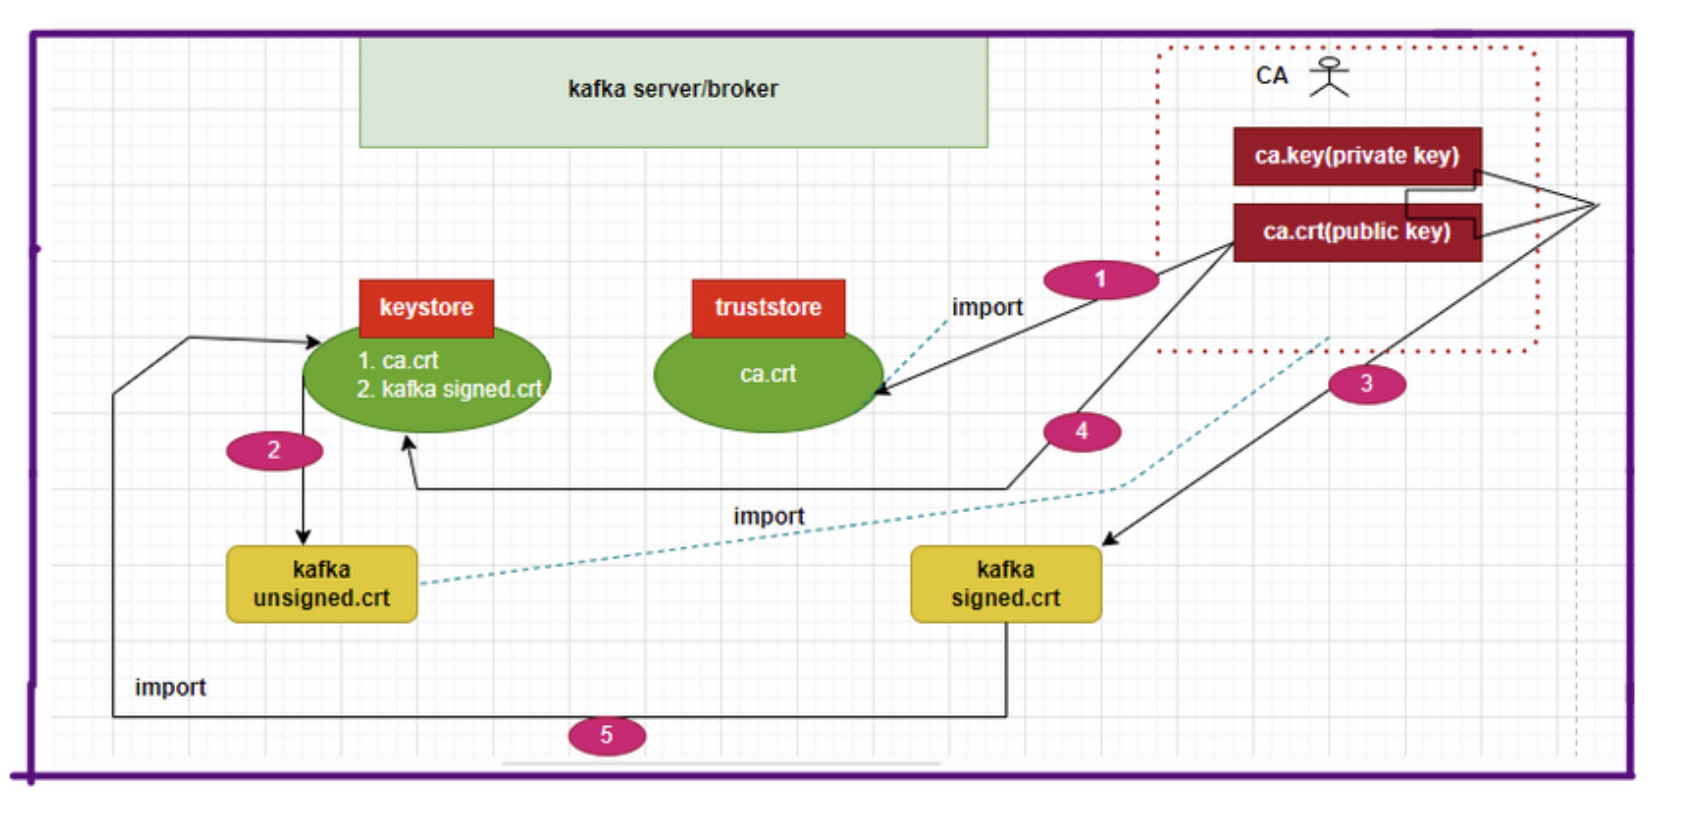 kafka server/broker
CA
ca.key(private key)
ca.crt(public key)
1
import
keystore
truststore
1. ca.crt
2. kafka signed.crt
ca.crt
3
4
2
import
kafka
unsigned.crt
kafka
signed.crt
import
5